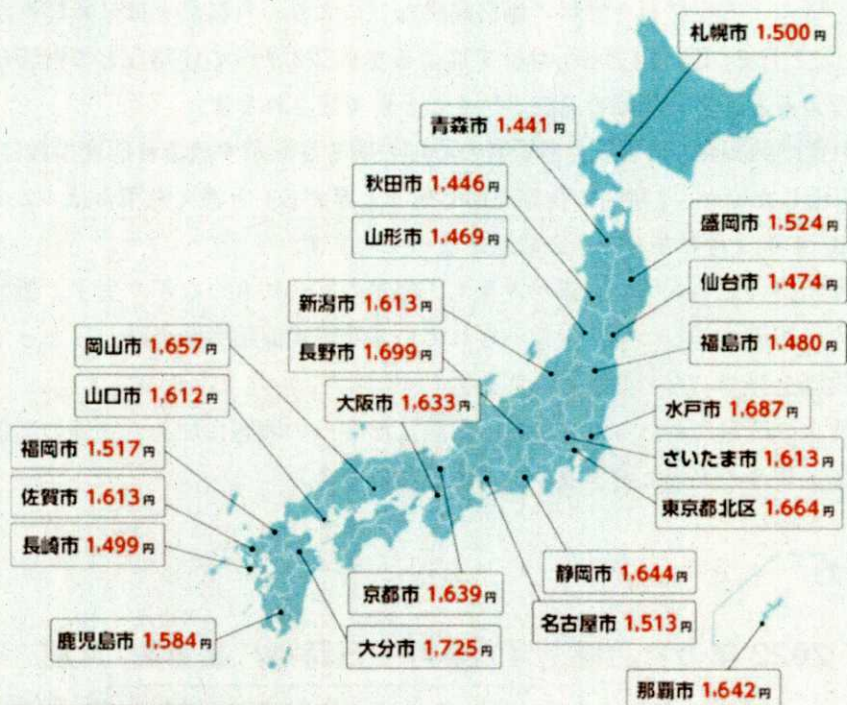 札幌市 1,500円
青森市 1,441円
秋田市 1,446円
山形市 1,469円
盛岡市 1,524円
仙台市 1,474円
新潟市 1,613円
福島市 1,480円
岡山市 1,657円
長野市 1,699円
山口市 1,612円
大阪市 1,633円
水戸市 1,687円
福岡市 1,517円
さいたま市 1,613円
佐賀市 1,613円
東京都北区 1,664円
長崎市 1,499円
静岡市 1,644円
京都市 1,639円
名古屋市 1,513円
鹿児島市 1,584円
大分市 1,725円
那覇市 1,642円